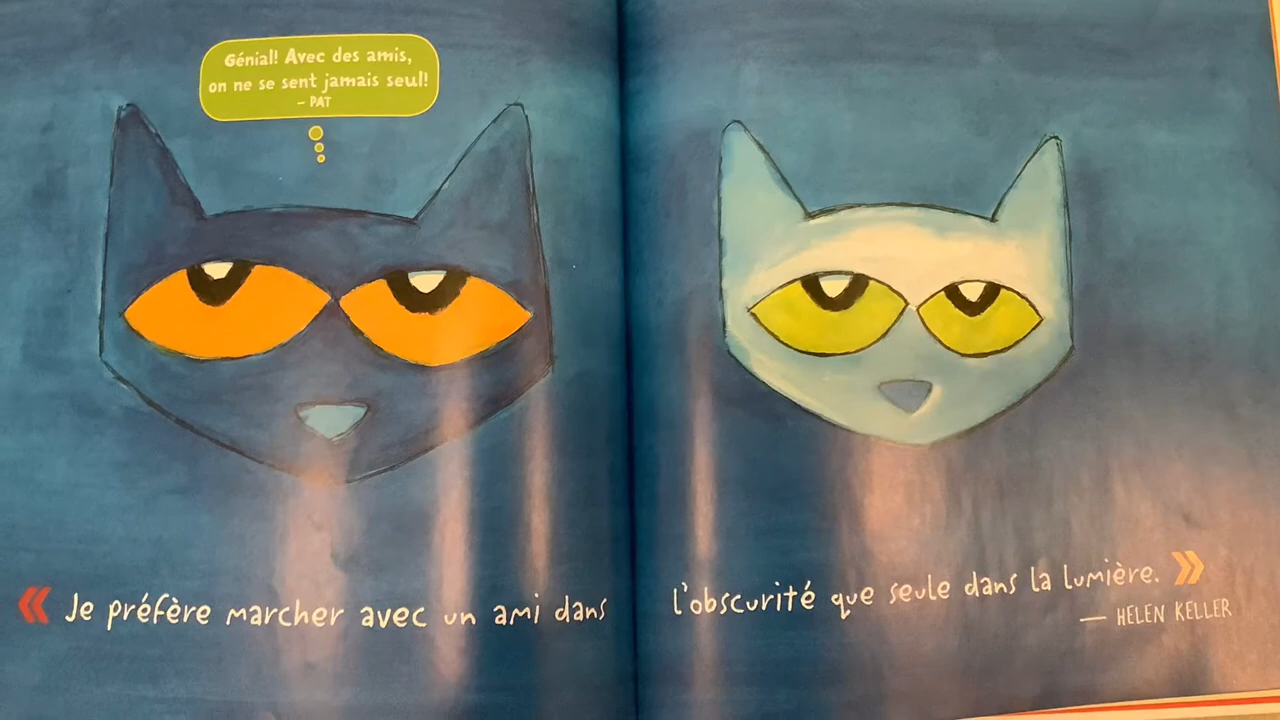 Génial! Avec des amis,
on ne se sent jamais seul!
– PAT
« Je préfère marcher avec un ami dans l'obscurité que seule dans la lumière. »
— HELEN KELLER